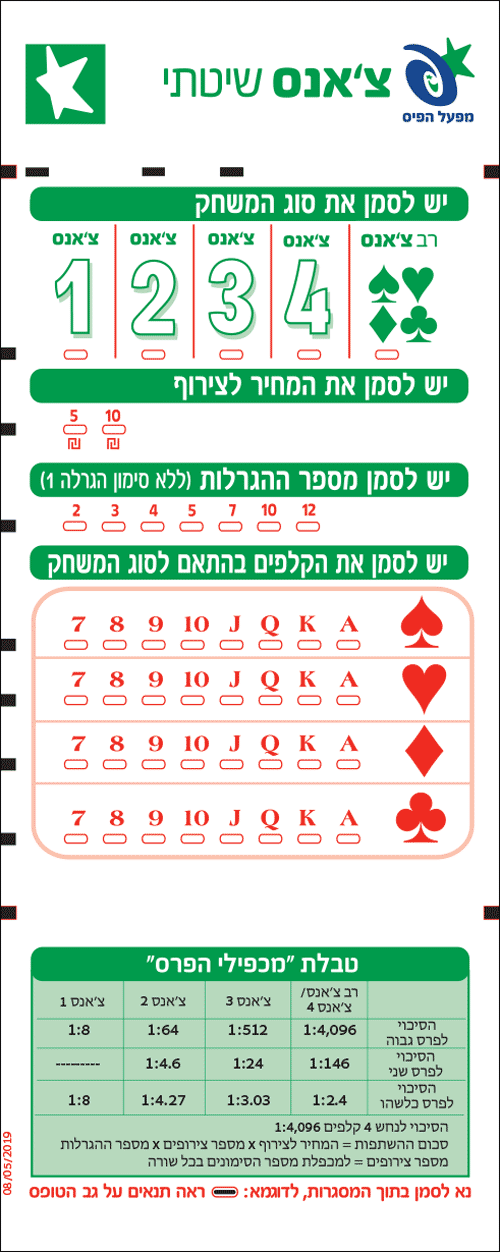 צ'אנס שיטתי
מפעל הפיס
יש לסמן את סוג המשחק
רב צ'אנס צ'אנס צ'אנס צ'אנס צ'אנס
4 3 2 1
יש לסמן את המחיר לצירוף
5 10
₪ ₪
יש לסמן מספר ההגרלות (ללא סימון הגרלה 1)
2 3 4 5 7 10 12
יש לסמן את הקלפים בהתאם לסוג המשחק
7 8 9 10 J Q K A
7 8 9 10 J Q K A
7 8 9 10 J Q K A
7 8 9 10 J Q K A
טבלת "מכפילי הפרס"
רב צ'אנס/ צ'אנס 3 צ'אנס 2 צ'אנס 1
צ'אנס 4
הסיכוי לפרס גבוה 1:4,096 1:512 1:64 1:8
הסיכוי לפרס שני 1:146 1:24 1:4.6 ---------
הסיכוי לפרס כלשהו 1:2.4 1:3.03 1:4.27 1:8
הסיכוי לנחש 4 קלפים 1:4,096
סכום ההשתפות = המחיר לצירוף x מספר צירופים x מספר ההגרלות
מספר צירופים = למכפלת מספר הסימונים בכל שורה
נא לסמן בתוך המסגרות, לדוגמא: ראה תנאים על גב הטופס
08/05/2019